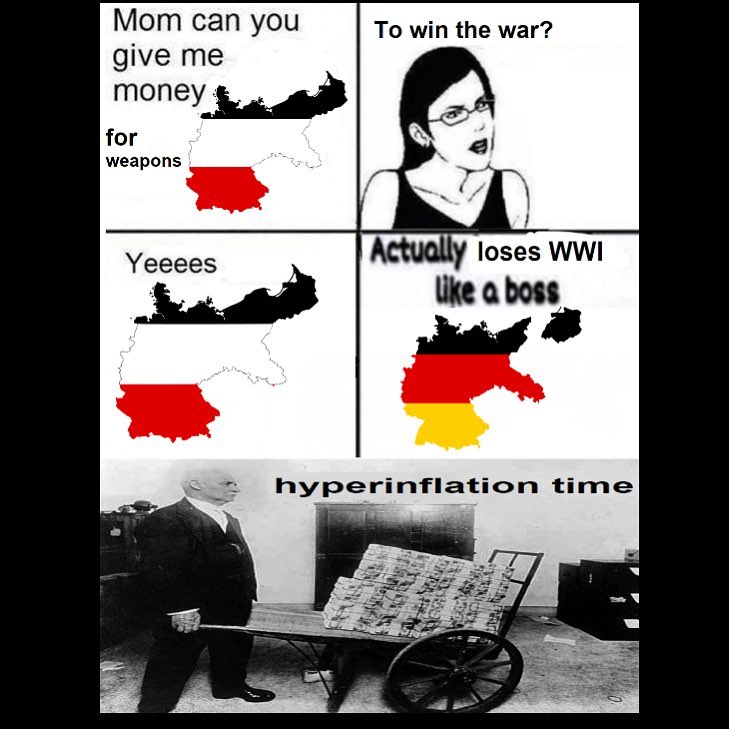 Mom can you
give me
money
for
weapons
To win the war?
Yeeees
Actually loses WWI
like a boss
hyperinflation time